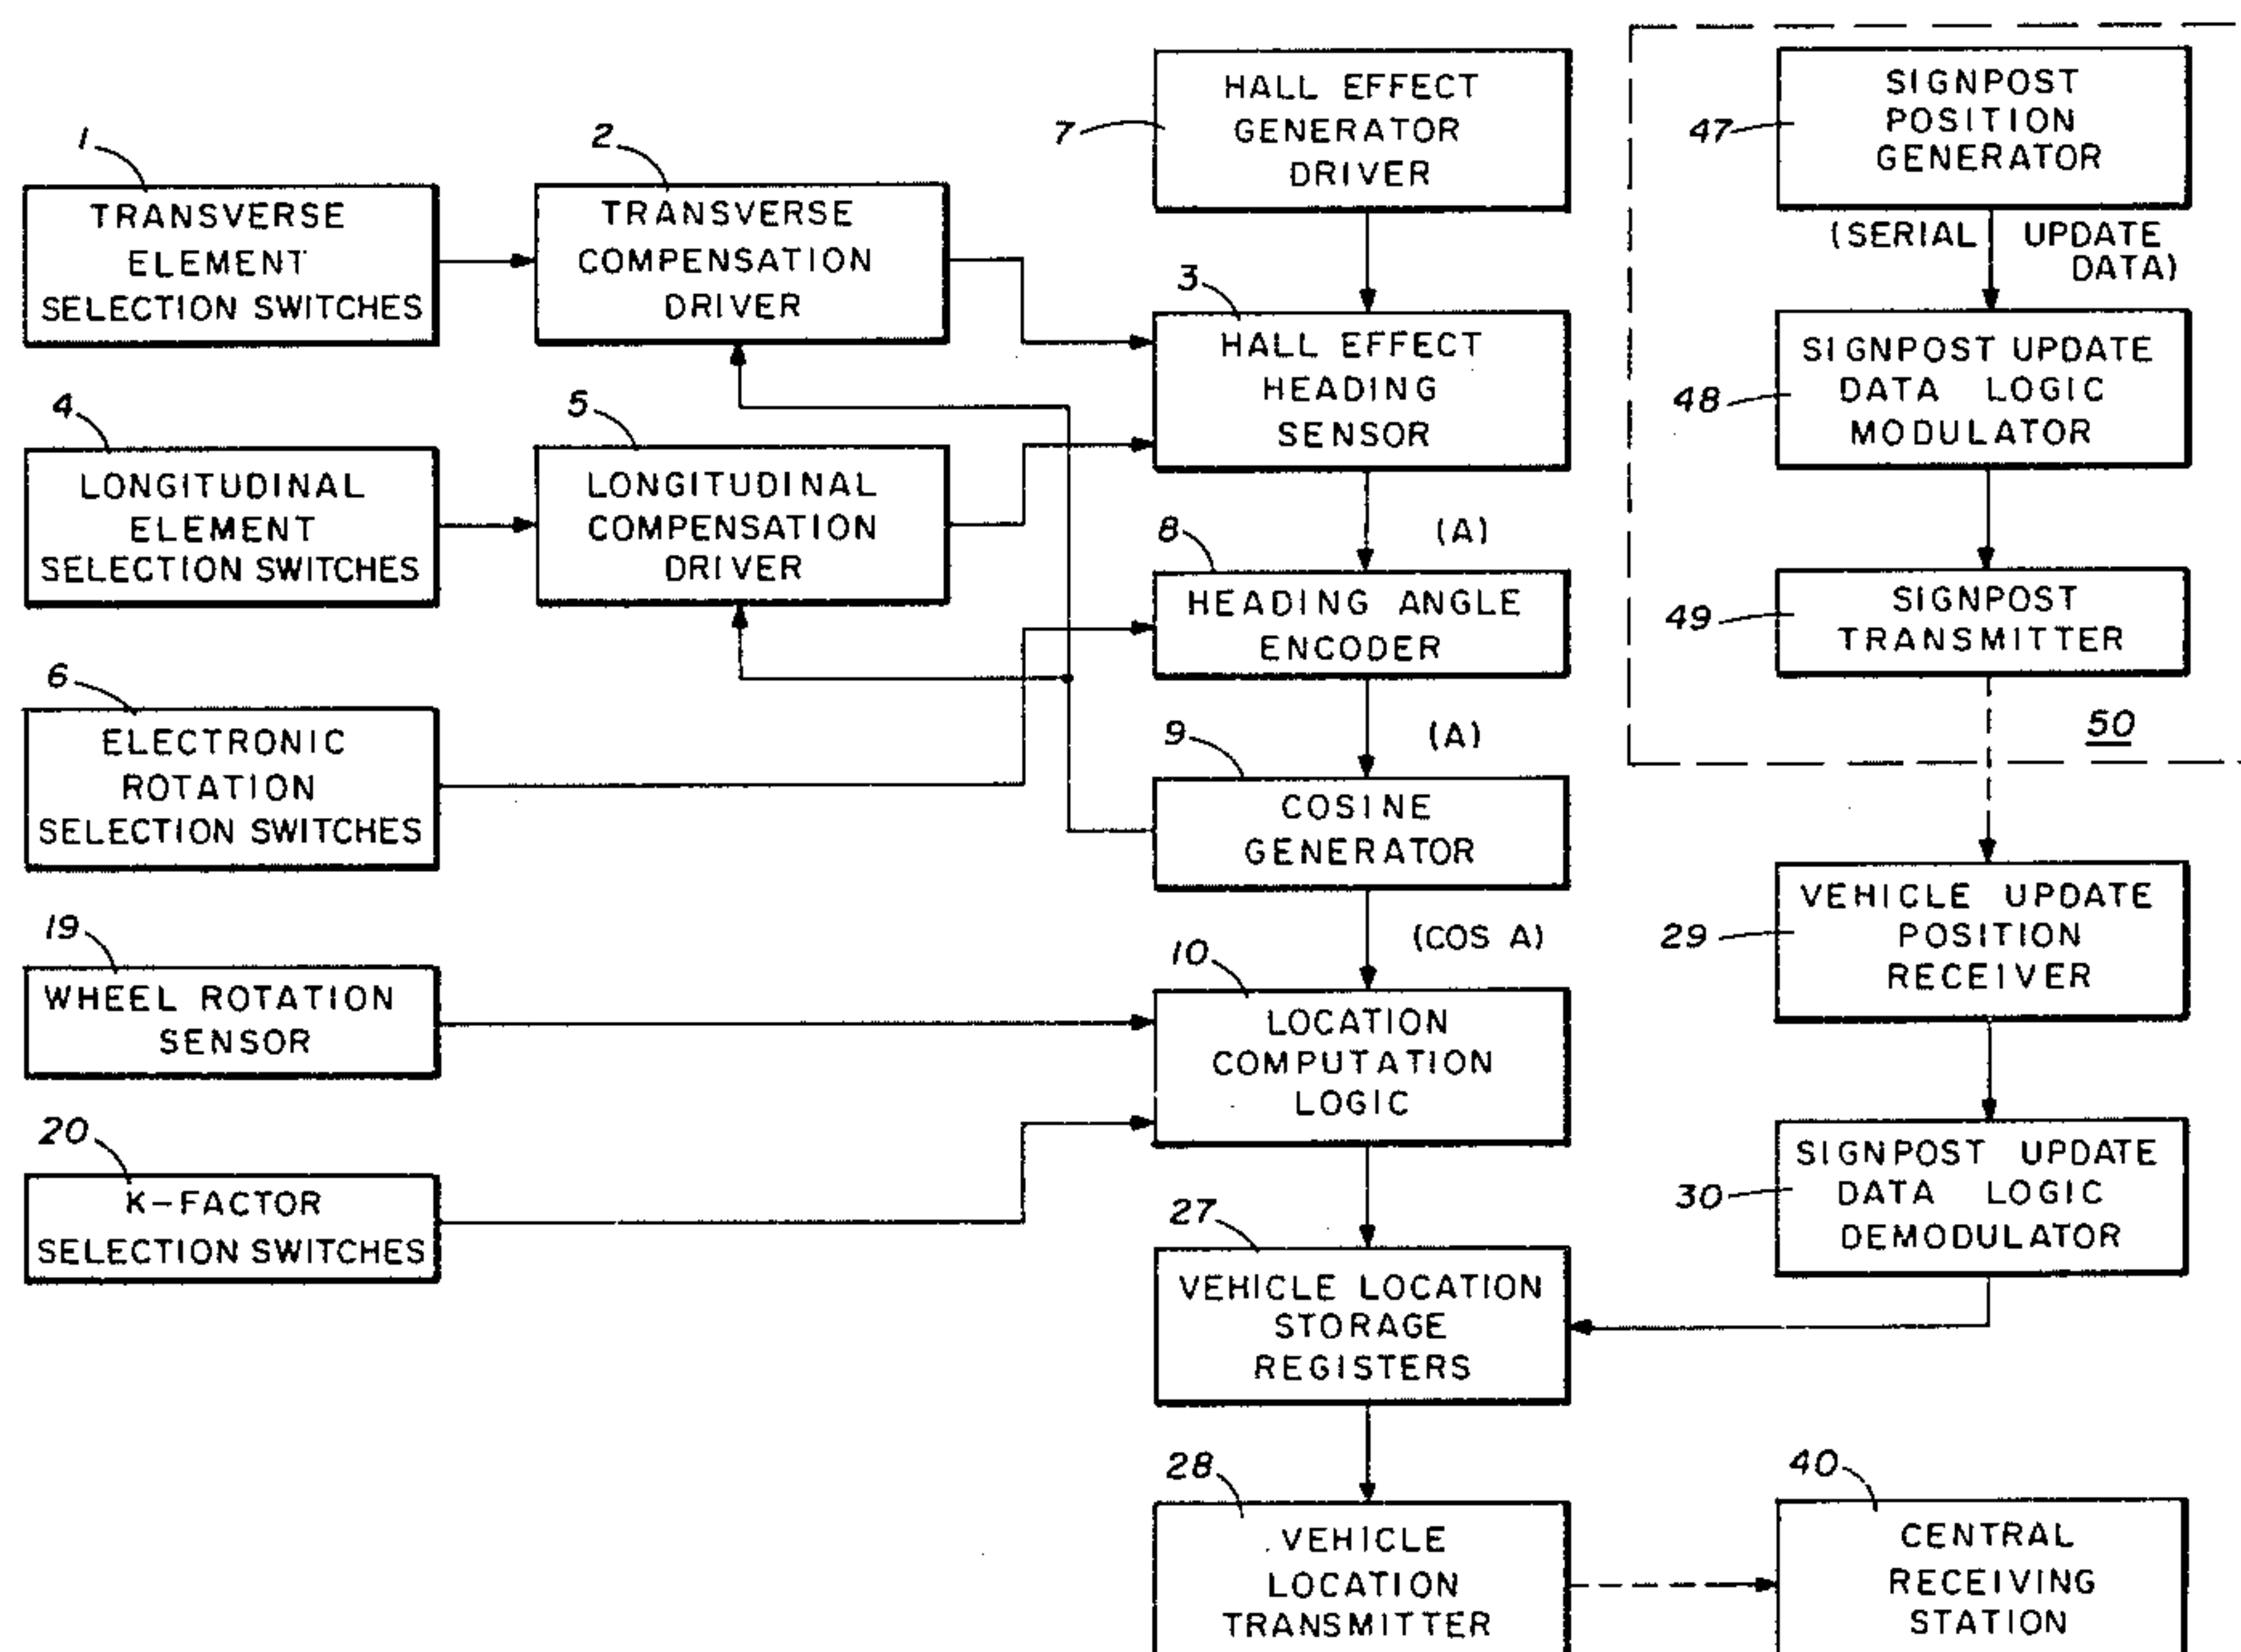 1
TRANSVERSE
ELEMENT
SELECTION SWITCHES
2
TRANSVERSE
COMPENSATION
DRIVER
7
HALL EFFECT
GENERATOR
DRIVER
3
HALL EFFECT
HEADING
SENSOR
4
LONGITUDINAL
ELEMENT
SELECTION SWITCHES
5
LONGITUDINAL
COMPENSATION
DRIVER
(A)
8
HEADING ANGLE
ENCODER
6
ELECTRONIC
ROTATION
SELECTION SWITCHES
(A)
9
COSINE
GENERATOR
(COS A)
19
WHEEL ROTATION
SENSOR
10
LOCATION
COMPUTATION
LOGIC
20
K-FACTOR
SELECTION SWITCHES
27
VEHICLE LOCATION
STORAGE
REGISTERS
28
VEHICLE
LOCATION
TRANSMITTER
47
SIGNPOST
POSITION
GENERATOR
(SERIAL UPDATE
DATA)
48
SIGNPOST UPDATE
DATA LOGIC
MODULATOR
49
SIGNPOST
TRANSMITTER
50
29
VEHICLE UPDATE
POSITION
RECEIVER
30
SIGNPOST UPDATE
DATA LOGIC
DEMODULATOR
40
CENTRAL
RECEIVING
STATION